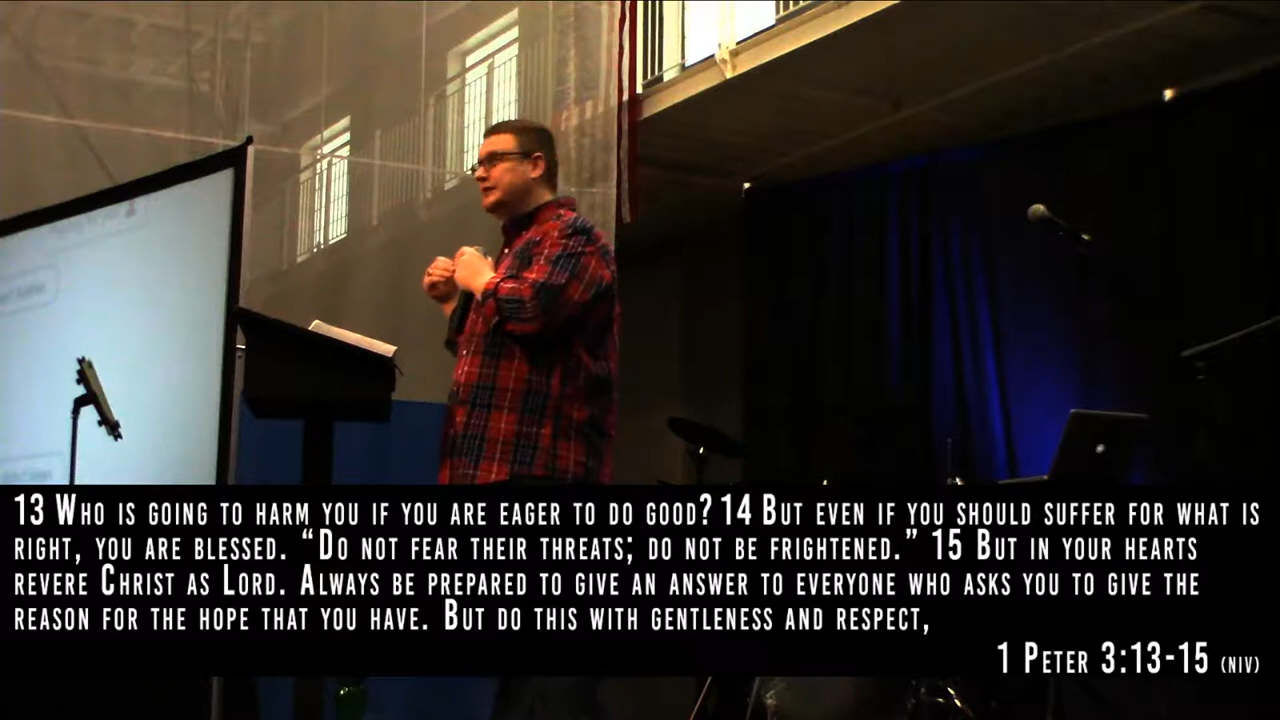 13 Who is going to harm you if you are eager to do good? 14 But even if you should suffer for what is
right, you are blessed. “Do not fear their threats; do not be frightened.” 15 But in your hearts
revere Christ as Lord. Always be prepared to give an answer to everyone who asks you to give the
reason for the hope that you have. But do this with gentleness and respect,
1 Peter 3:13-15 (NIV)